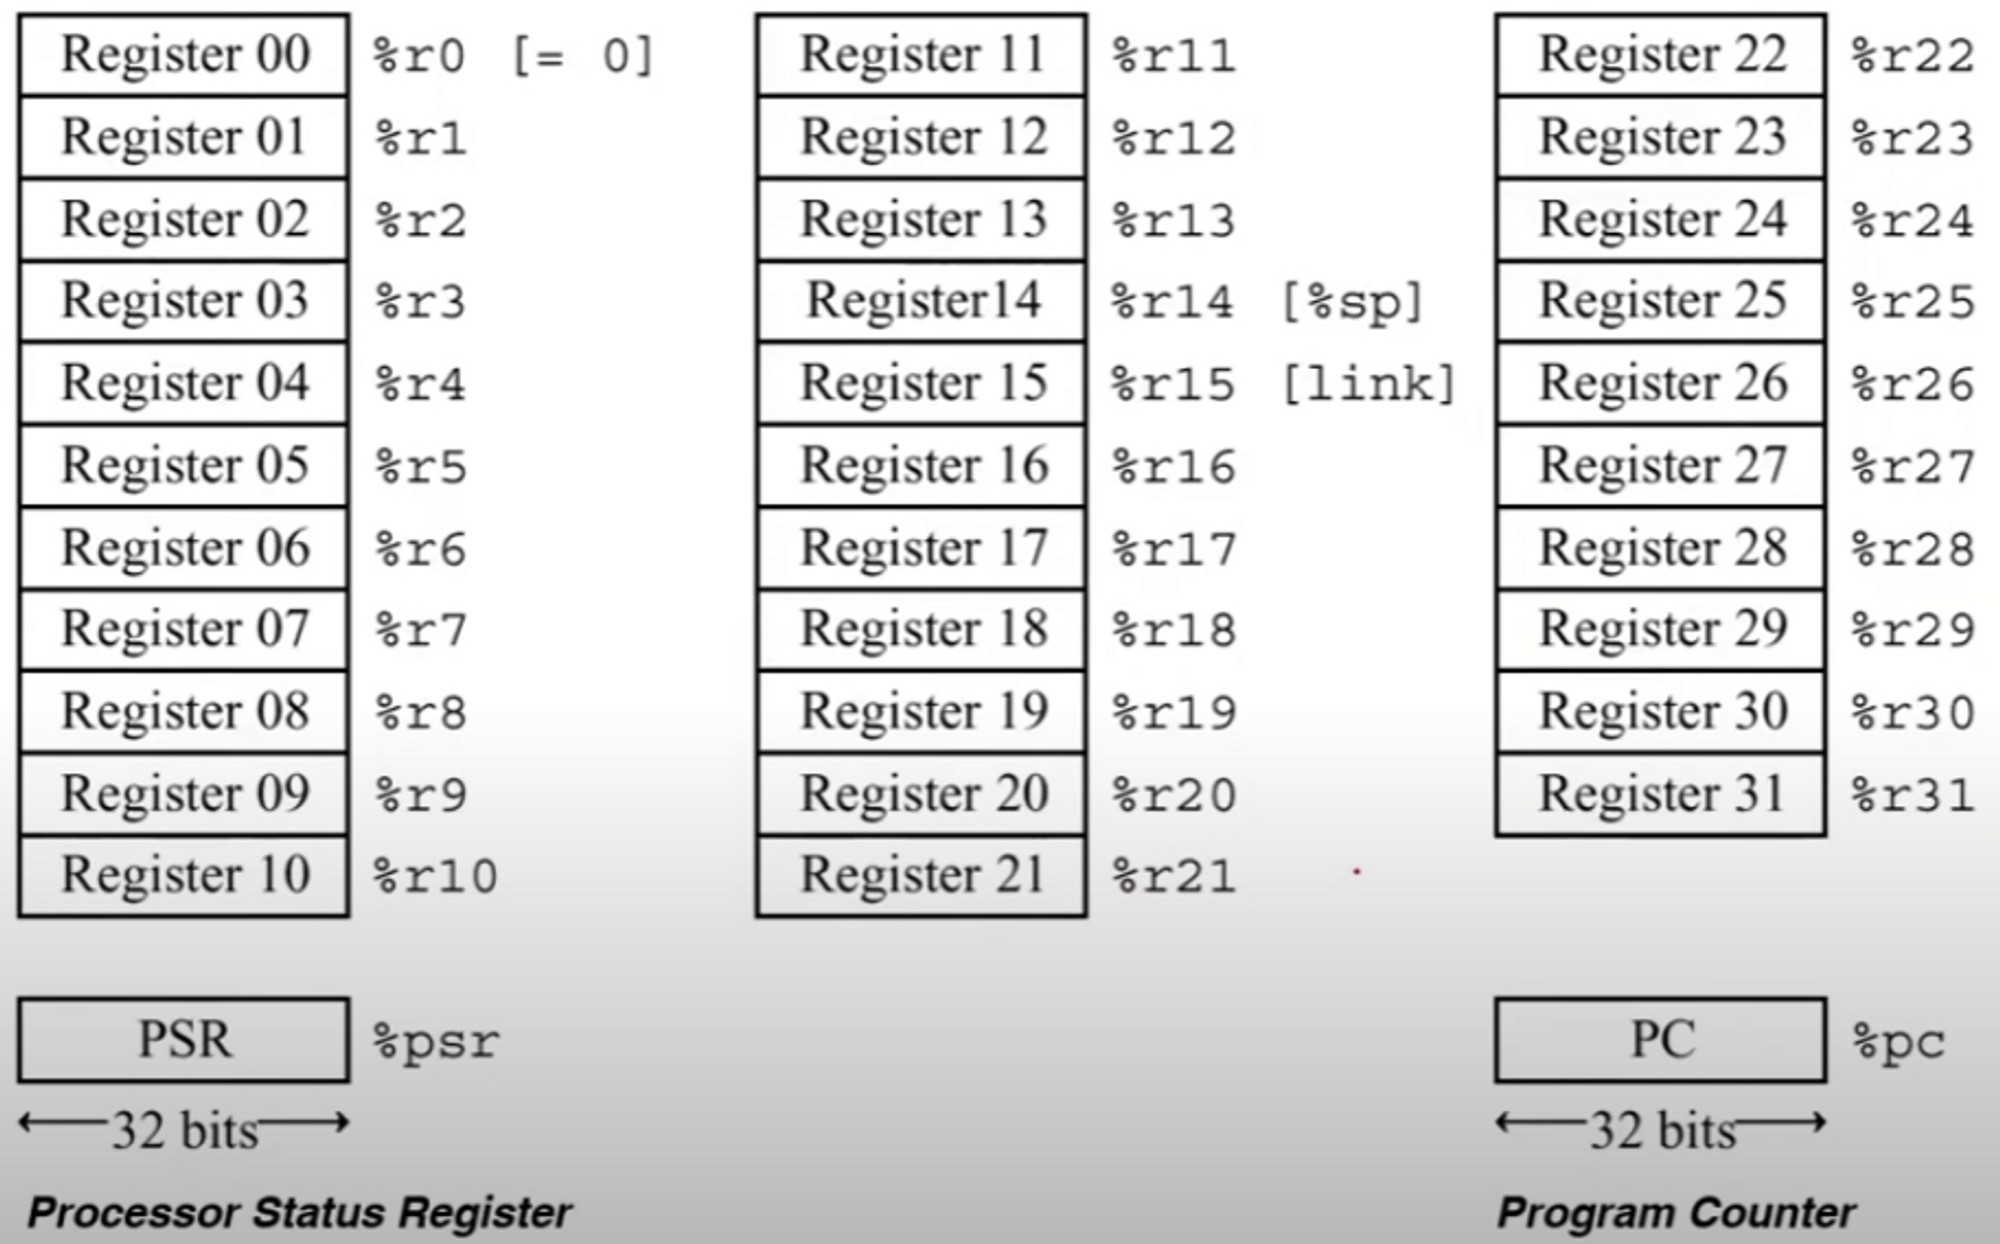 Register 00 %r0 [= 0]
Register 01 %r1
Register 02 %r2
Register 03 %r3
Register 04 %r4
Register 05 %r5
Register 06 %r6
Register 07 %r7
Register 08 %r8
Register 09 %r9
Register 10 %r10
Register 11 %r11
Register 12 %r12
Register 13 %r13
Register14 %r14 [%sp]
Register 15 %r15 [link]
Register 16 %r16
Register 17 %r17
Register 18 %r18
Register 19 %r19
Register 20 %r20
Register 21 %r21
Register 22 %r22
Register 23 %r23
Register 24 %r24
Register 25 %r25
Register 26 %r26
Register 27 %r27
Register 28 %r28
Register 29 %r29
Register 30 %r30
Register 31 %r31
PSR %psr
32 bits
Processor Status Register
PC %pc
32 bits
Program Counter